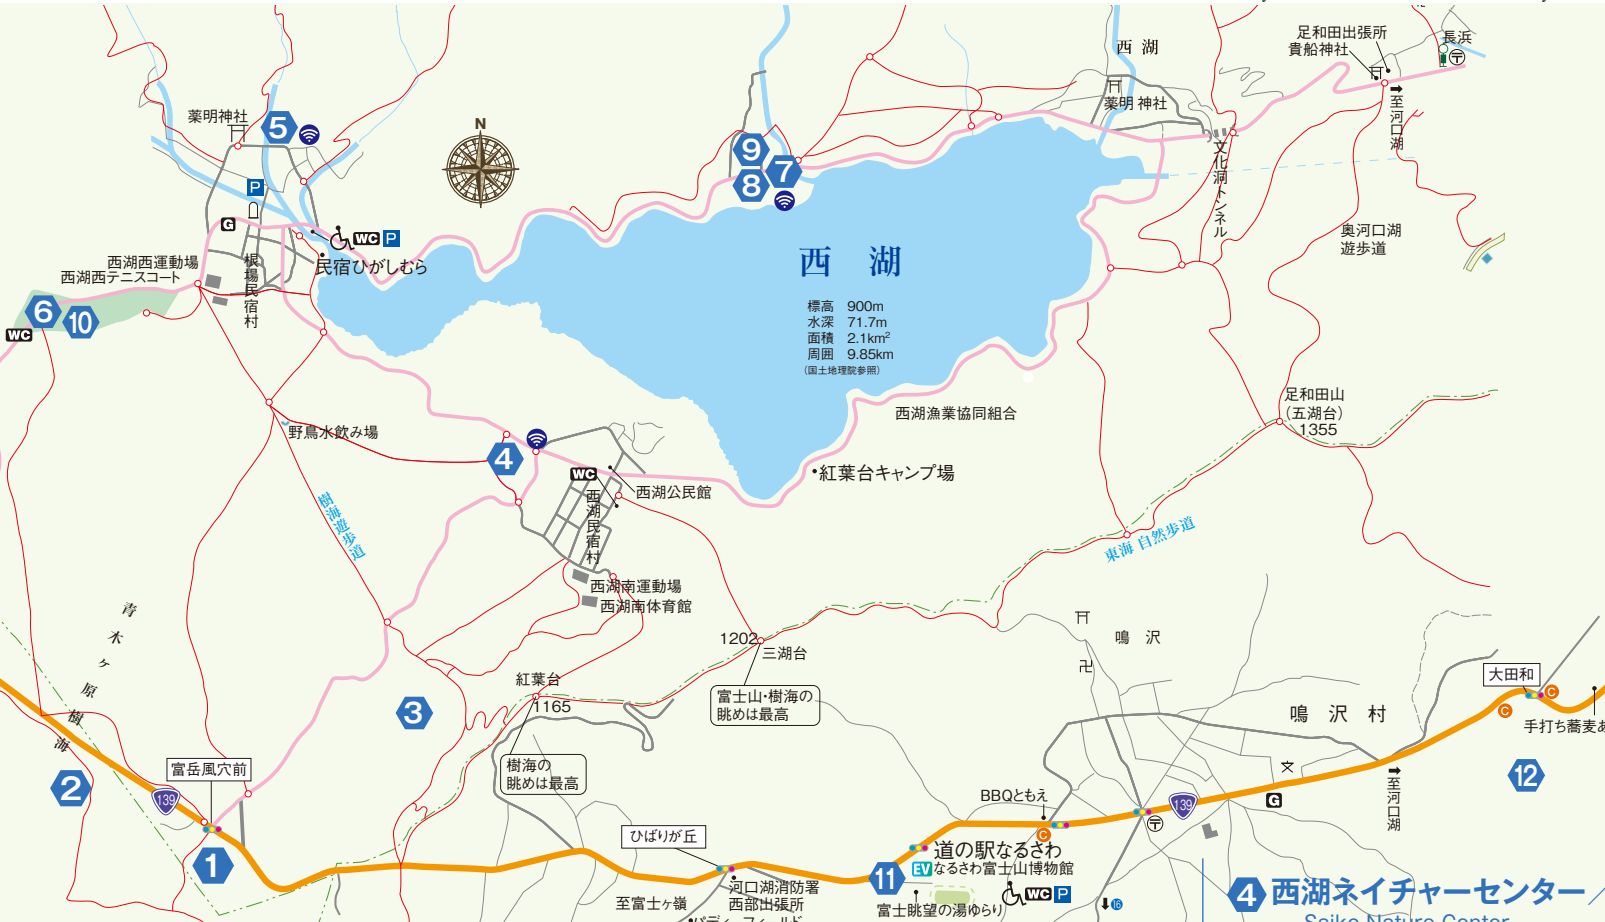 足和田出張所
貴船神社
長浜
西 湖
薬明神社
5
N
薬明 神社
➡至河口湖
文化洞トンネル
9
8
7
P
G
WC P
民宿ひがしむら
西湖西運動場
西湖西テニスコート
根場民宿村
奥河口湖
遊歩道
西 湖
標高 900m
水深 71.7m
面積 2.1km²
周囲 9.85km
(国土地理院参照)
6
10
WC
足和田山
(五湖台)
1355
西湖漁業協同組合
野鳥水飲み場
4
WC
西湖公民館
・紅葉台キャンプ場
西湖民宿村
樹海遊歩道
東海 自然歩道
西湖南運動場
西湖南体育館
青木ヶ原樹海
1202
三湖台
鳴 沢
紅葉台
1165
富士山・樹海の
眺めは最高
大田和
C
C
手打ち蕎麦あ
3
鳴 沢 村
樹海の
眺めは最高
富岳風穴前
2
139
12
BBQともえ
C
139
文
G
➡至河口湖
ひばりが丘
1
11
道の駅なるさわ
EV なるさわ富士山博物館
河口湖消防署
西部出張所
至富士ヶ嶺
WC P
富士眺望の湯ゆらり
16
4 西湖ネイチャーセンター／
Saiko Nature Center